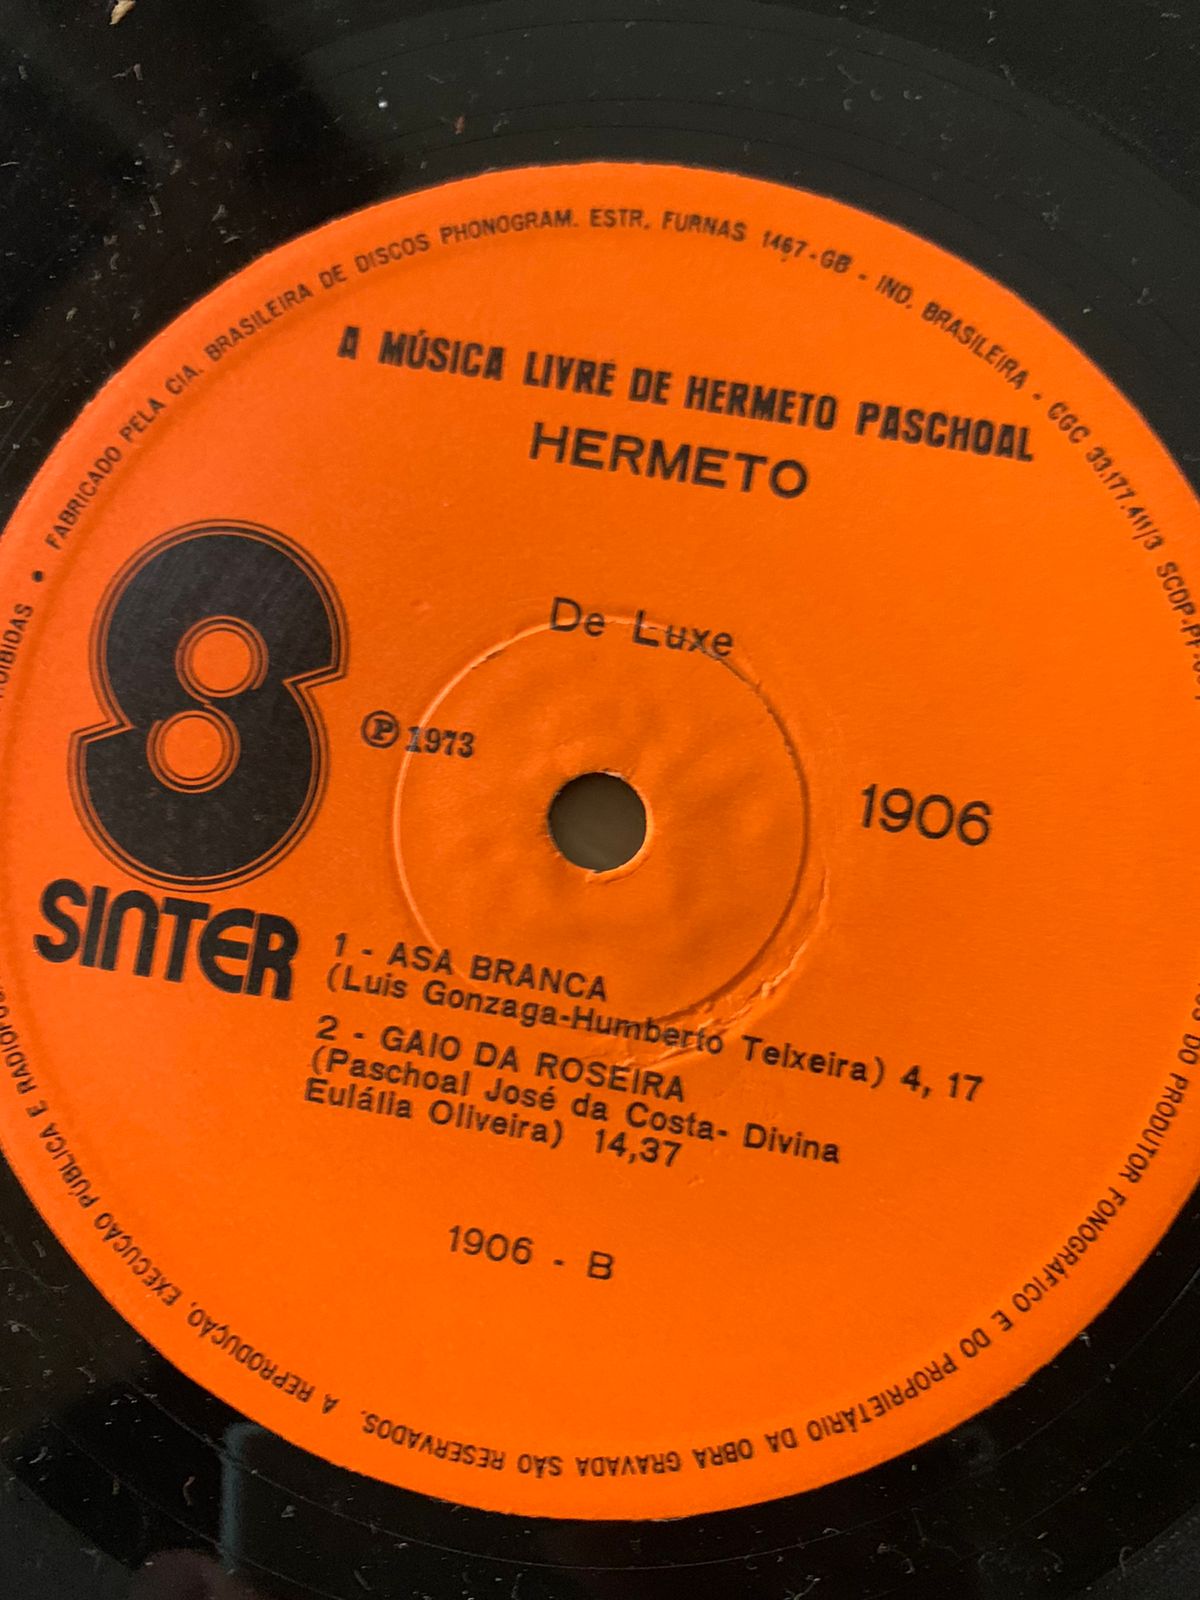 FABRICADO PELA CIA. BRASILEIRA DE DISCOS PHONOGRAM. ESTR. FURNAS 1467-GB - IND. BRASILEIRA - CGC 33.177.411/3 SCDP-PF
A MÚSICA LIVRE DE HERMETO PASCHOAL
HERMETO
De Luxe
℗ 1973
1906
SINTER
1 - ASA BRANCA
(Luis Gonzaga-Humberto Teixeira) 4, 17
2 - GAIO DA ROSEIRA
(Paschoal José da Costa- Divina
Eulália Oliveira) 14,37
1906 - B
DO PRODUTOR FONOGRÁFICO E DO PROPRIETÁRIO DA OBRA GRAVADA SÃO RESERVADOS. A REPRODUÇÃO, EXECUÇÃO PÚBLICA E